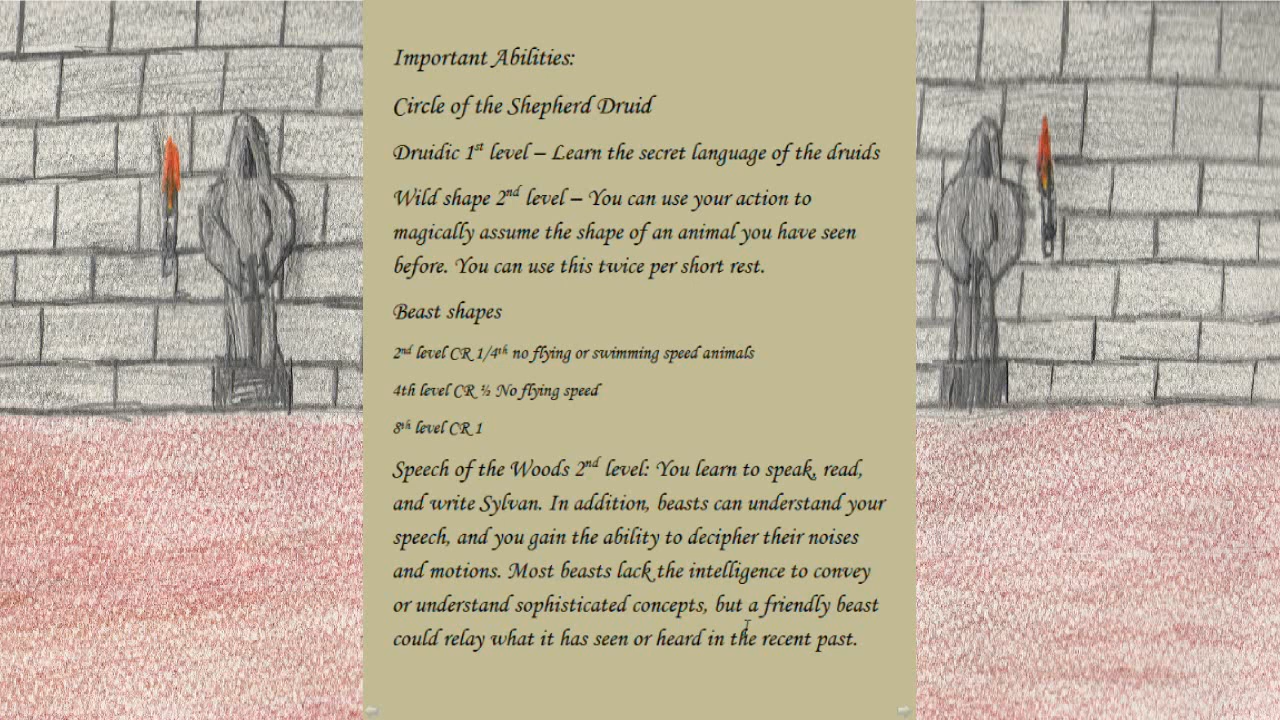 Important Abilities:
Circle of the Shepherd Druid
Druidic 1st level – Learn the secret language of the druids
Wild shape 2nd level – You can use your action to
magically assume the shape of an animal you have seen
before. You can use this twice per short rest.
Beast shapes
2nd level CR 1/4th no flying or swimming speed animals
4th level CR ½ No flying speed
8th level CR 1
Speech of the Woods 2nd level: You learn to speak, read,
and write Sylvan. In addition, beasts can understand your
speech, and you gain the ability to decipher their noises
and motions. Most beasts lack the intelligence to convey
or understand sophisticated concepts, but a friendly beast
could relay what it has seen or heard in the recent past.